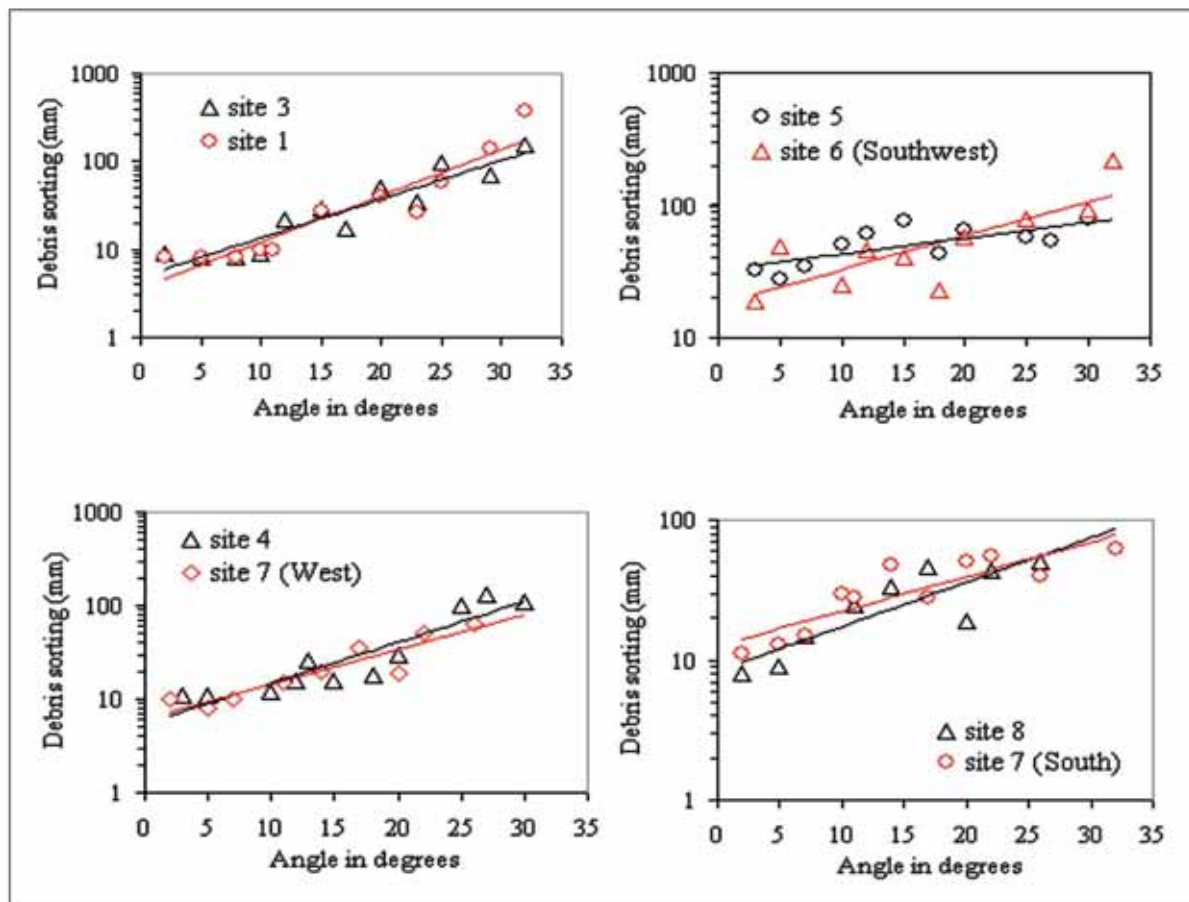 Debris sorting (mm)
1000
100
10
1
site 3
site 1
0 5 10 15 20 25 30 35
Angle in degrees
Debris sorting (mm)
1000
100
10
site 5
site 6 (Southwest)
0 5 10 15 20 25 30 35
Angle in degrees
Debris sorting (mm)
1000
100
10
1
site 4
site 7 (West)
0 5 10 15 20 25 30 35
Angle in degrees
Debris sorting (mm)
100
10
1
site 8
site 7 (South)
0 5 10 15 20 25 30 35
Angle in degrees